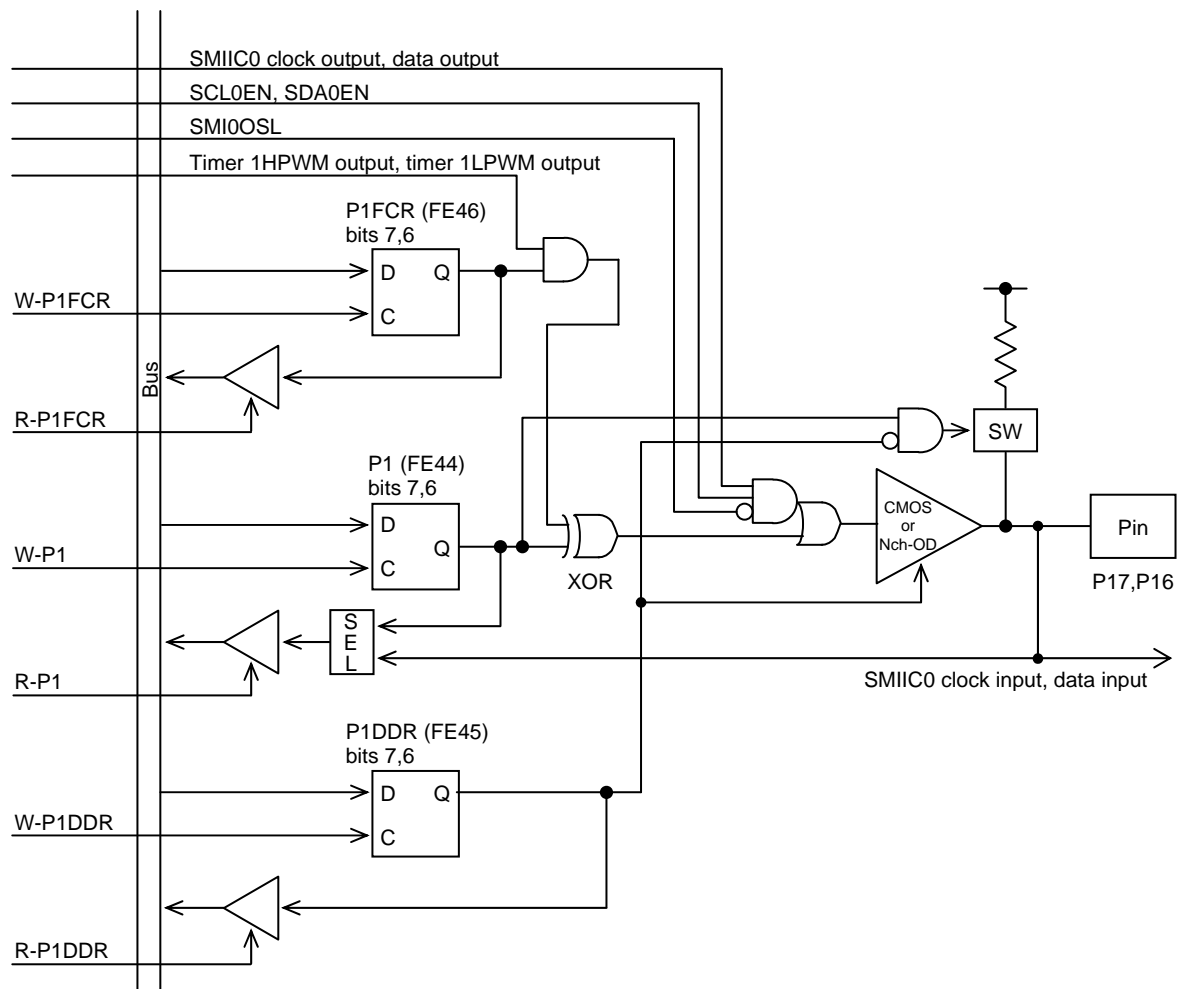 SMIIC0 clock output, data output
SCL0EN, SDA0EN
SMI0OSL
Timer 1HPWM output, timer 1LPWM output
P1FCR (FE46)
bits 7,6
D Q
C
W-P1FCR
Bus
R-P1FCR
SW
P1 (FE44)
bits 7,6
D
Q
C
W-P1
XOR
CMOS
or
Nch-OD
Pin
P17,P16
S
E
L
R-P1
SMIIC0 clock input, data input
P1DDR (FE45)
bits 7,6
D Q
C
W-P1DDR
R-P1DDR